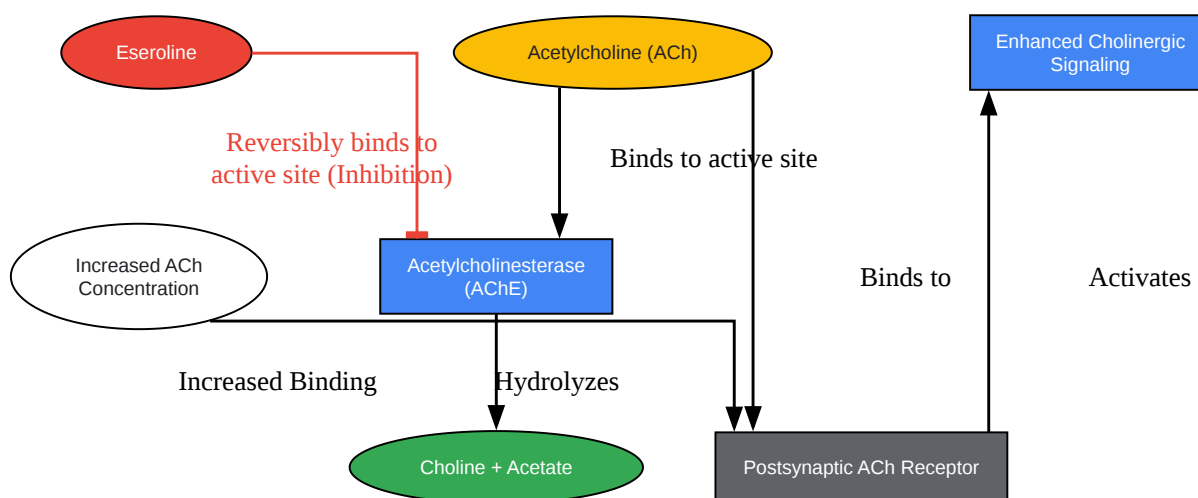 Eseroline
Acetylcholine (ACh)
Enhanced Cholinergic
Signaling
Reversibly binds to
active site (Inhibition)
Binds to active site
Increased ACh
Concentration
Acetylcholinesterase
(AChE)
Binds to
Activates
Increased Binding
Hydrolyzes
Choline + Acetate
Postsynaptic ACh Receptor